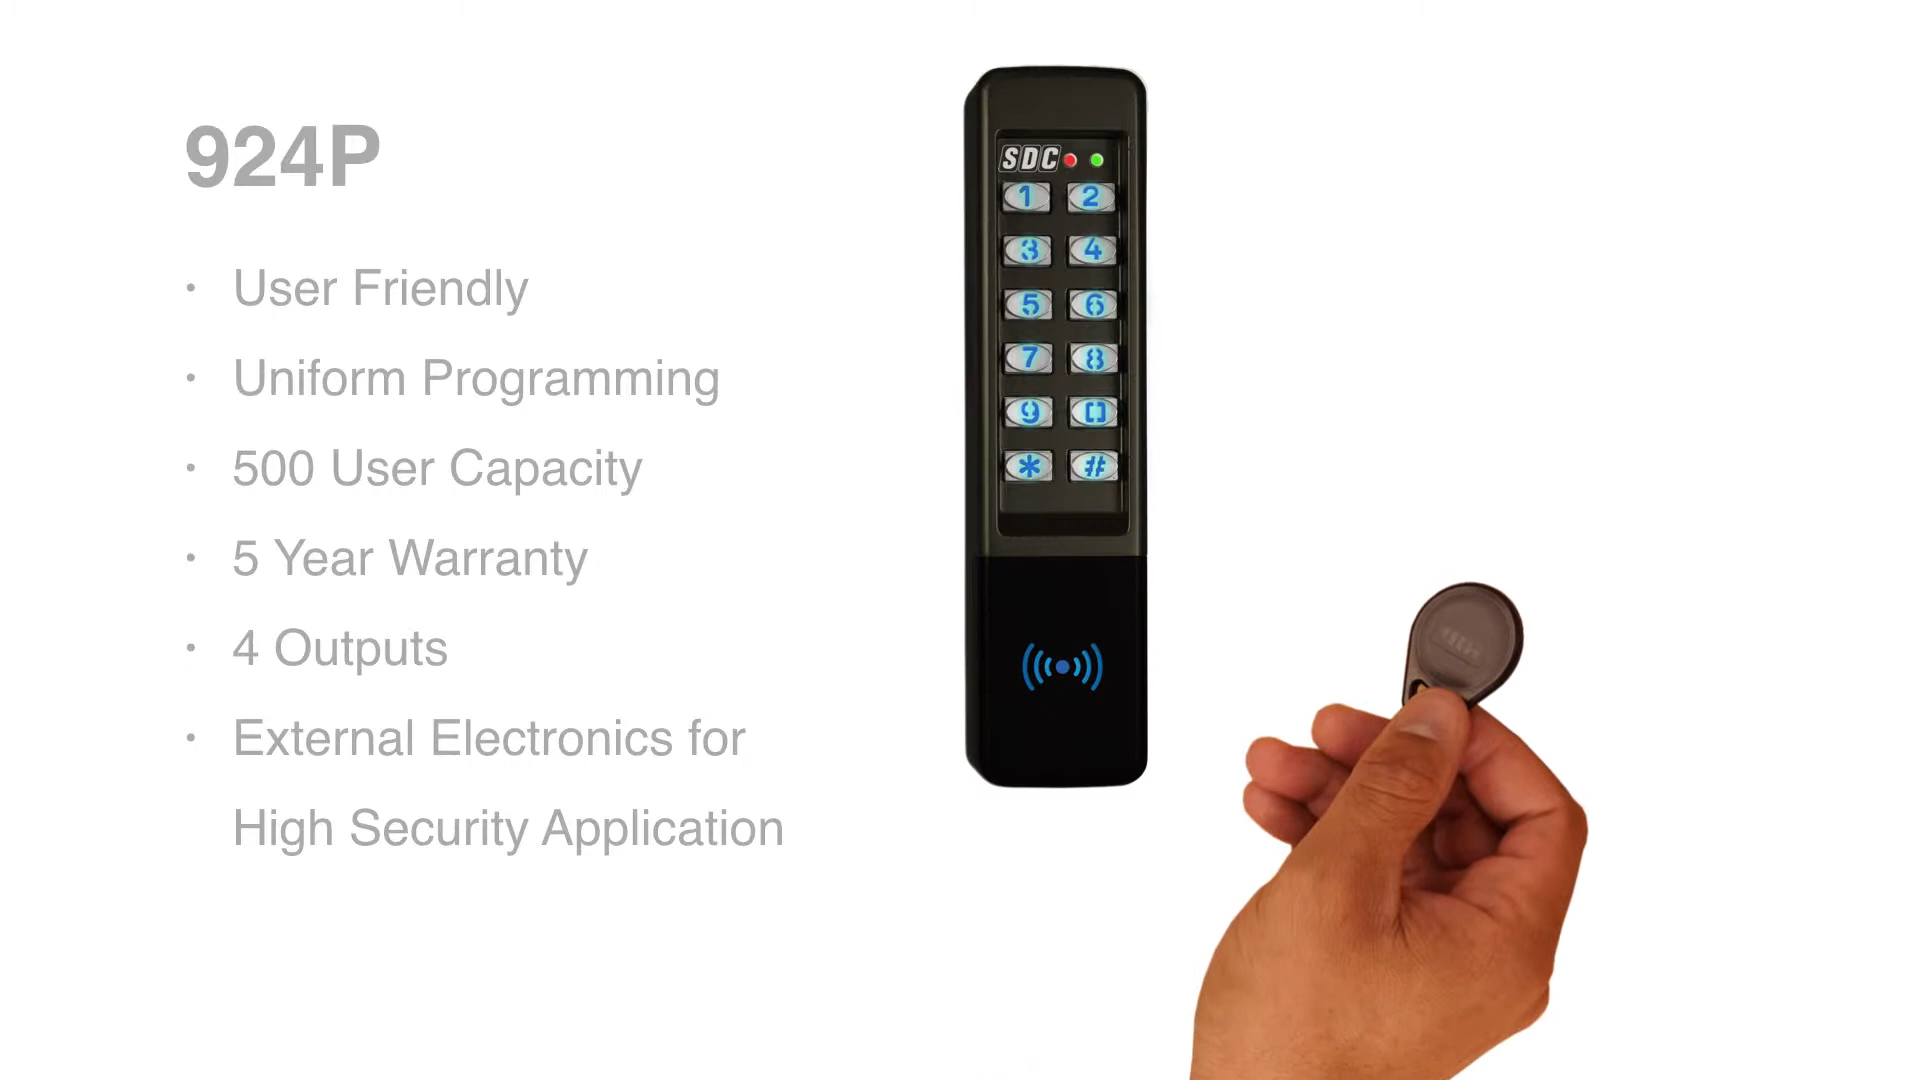 924P
• User Friendly
• Uniform Programming
• 500 User Capacity
• 5 Year Warranty
• 4 Outputs
• External Electronics for
High Security Application
SDC
1 2
3 4
5 6
7 8
9 0
* #